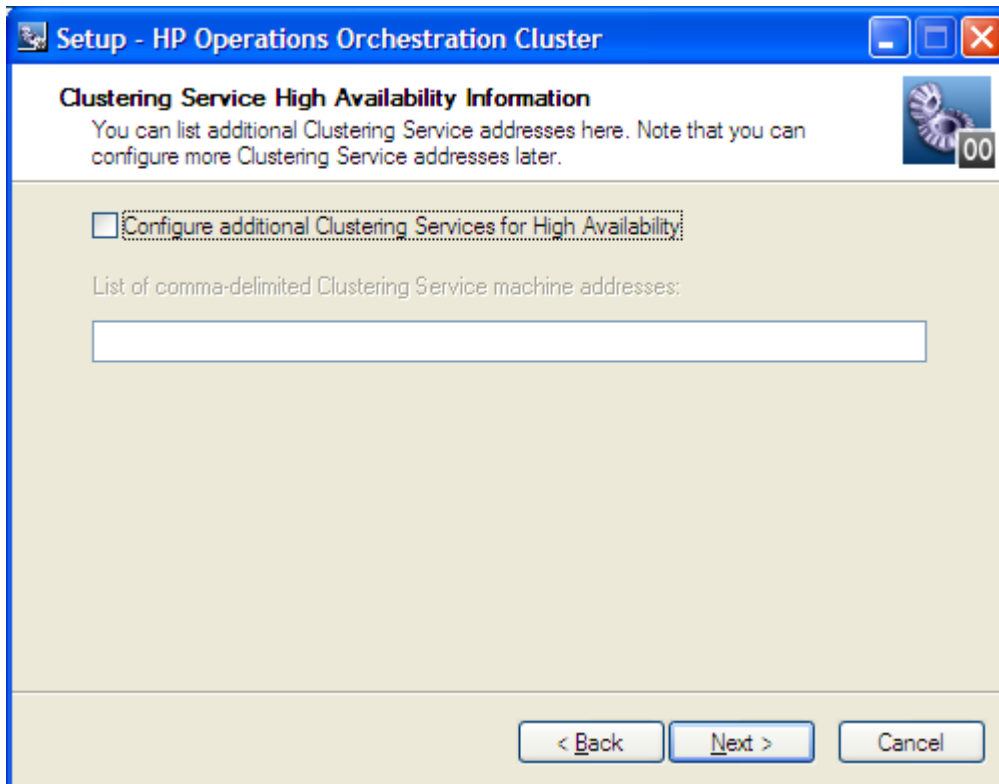 Setup - HP Operations Orchestration Cluster
Clustering Service High Availability Information
You can list additional Clustering Service addresses here. Note that you can
configure more Clustering Service addresses later.
OO
Configure additional Clustering Services for High Availability
List of comma-delimited Clustering Service machine addresses:
< Back
Next >
Cancel